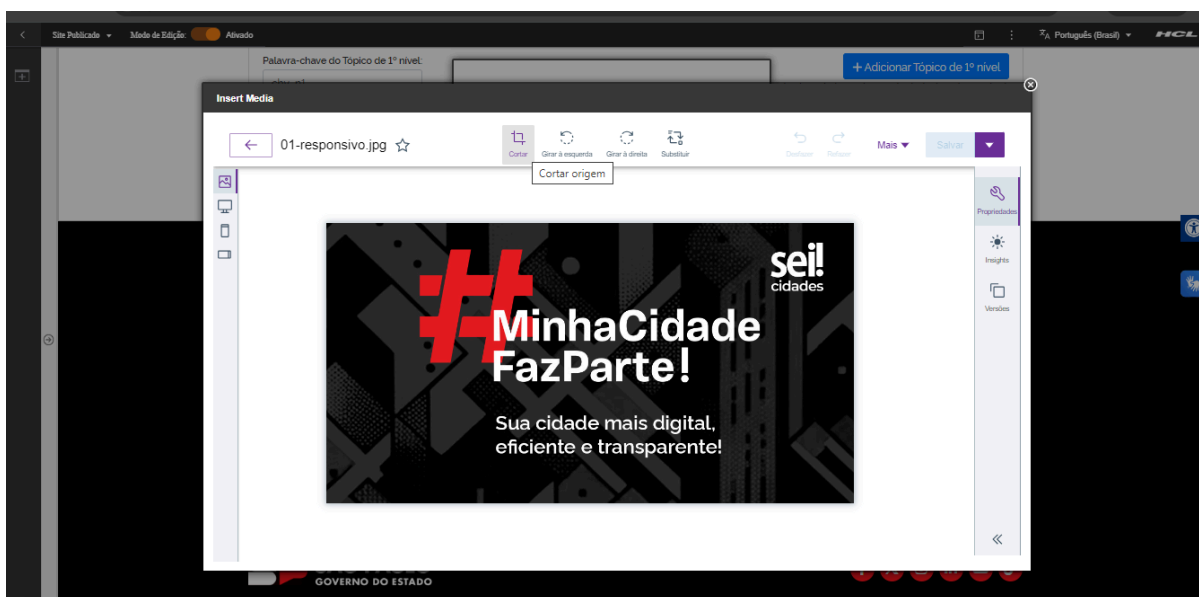 Site Publicado
Modo de Edição:
Ativado
Português (Brasil)
HCL
Palavra-chave do Tópico de 1º nível:
+ Adicionar Tópico de 1º nível
Insert Media
01-responsivo.jpg
Cortar
Girar à esquerda
Girar à direita
Substituir
Desfazer
Refazer
Mais
Salvar
Cortar origem
Propriedades
Insights
Versões
sei!
cidades
#MinhaCidade
FazParte!
Sua cidade mais digital,
eficiente e transparente!
GOVERNO DO ESTADO